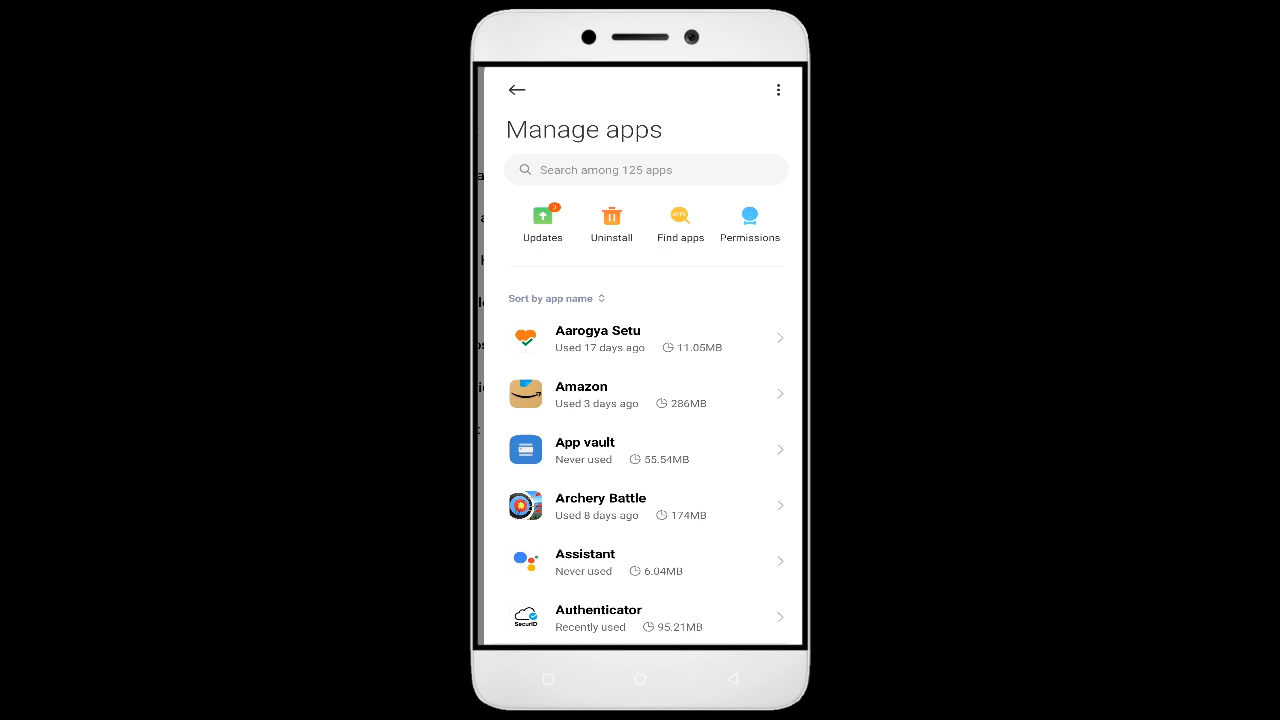 Manage apps
Search among 125 apps
Updates Uninstall Find apps Permissions
Sort by app name
Aarogya Setu
Used 17 days ago 11.05MB
Amazon
Used 3 days ago 286MB
App vault
Never used 55.54MB
Archery Battle
Used 8 days ago 174MB
Assistant
Never used 6.04MB
SecurID
Authenticator
Recently used 95.21MB